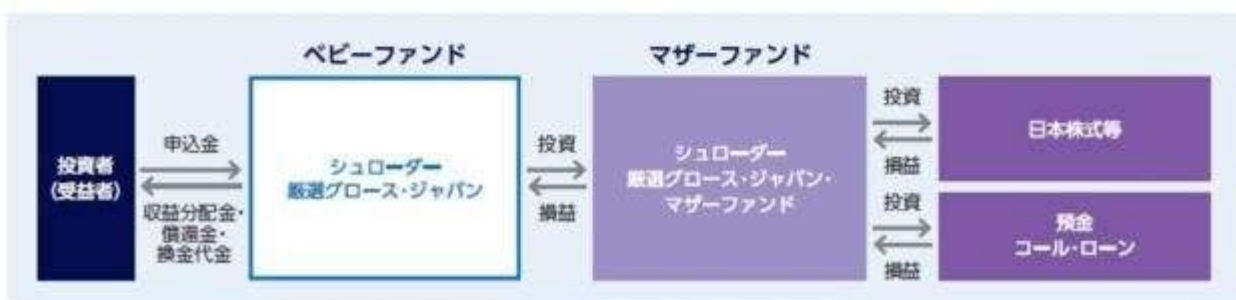 ベビーファンド
マザーファンド
投資者
(受益者)
申込金
収益分配金・
償還金・
換金代金
シュローダー
厳選グロース・ジャパン
投資
損益
シュローダー
厳選グロース・ジャパン・
マザーファンド
投資
損益
日本株式等
投資
損益
預金
コール・ローン